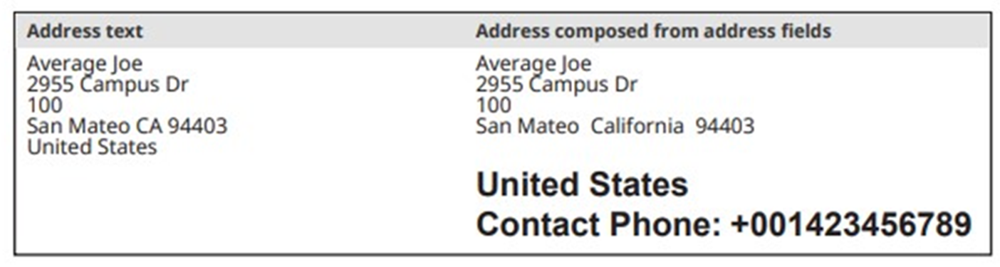 Address text
Average Joe
2955 Campus Dr
100
San Mateo CA 94403
United States
Address composed from address fields
Average Joe
2955 Campus Dr
100
San Mateo  California  94403
United States
Contact Phone: +001423456789